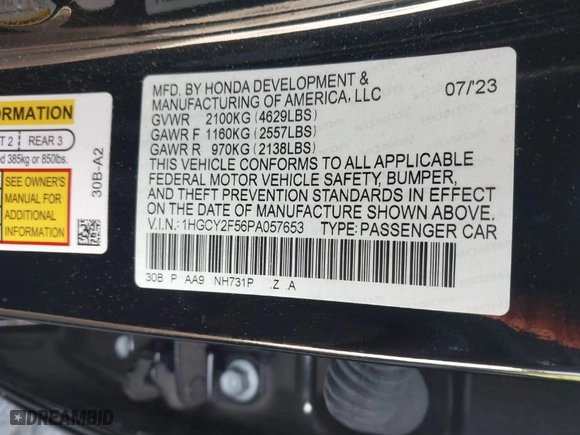 ORMATION
T 2 REAR 3
ed 385kg or 850lbs.
SEE OWNER'S
MANUAL FOR
ADDITIONAL
INFORMATION
30B-A2
MFD. BY HONDA DEVELOPMENT &
MANUFACTURING OF AMERICA, LLC 07/'23
GVWR 2100KG (4629LBS)
GAWR F 1160KG (2557LBS)
GAWR R 970KG (2138LBS)
THIS VEHICLE CONFORMS TO ALL APPLICABLE
FEDERAL MOTOR VEHICLE SAFETY, BUMPER,
AND THEFT PREVENTION STANDARDS IN EFFECT
ON THE DATE OF MANUFACTURE SHOWN ABOVE.
V.I.N.:1HGCY2F56PA057653 TYPE:PASSENGER CAR
30B P AA9 NH731P .Z .A
DREAMBID